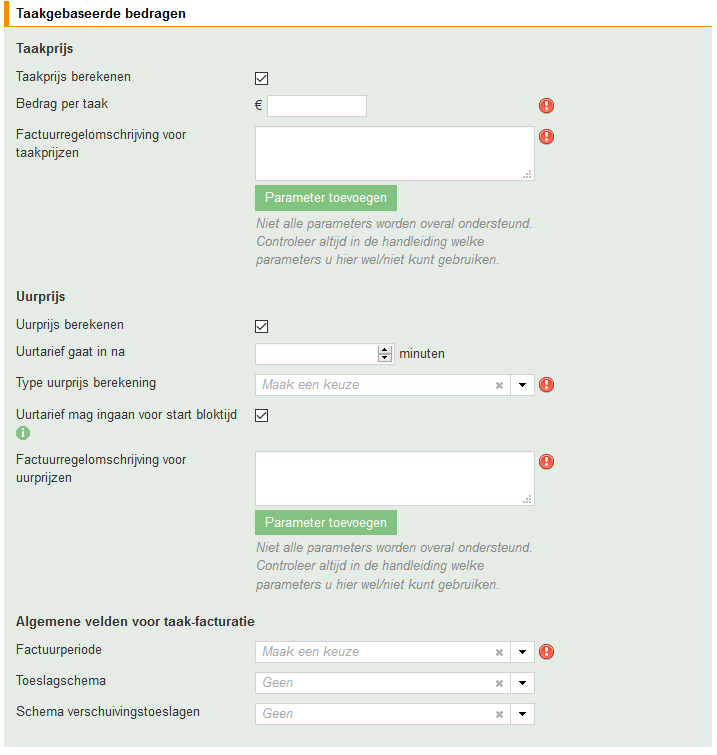 Taakgebaseerde bedragen
Taakprijs
Taakprijs berekenen
Bedrag per taak
€
Factuurregelomschrijving voor
taakprijzen
Parameter toevoegen
Niet alle parameters worden overal ondersteund.
Controleer altijd in de handleiding welke
parameters u hier wel/niet kunt gebruiken.
Uurprijs
Uurprijs berekenen
Uurtarief gaat in na
minuten
Type uurprijs berekening
Maak een keuze
Uurtarief mag ingaan voor start bloktijd
Factuurregelomschrijving voor
uurprijzen
Parameter toevoegen
Niet alle parameters worden overal ondersteund.
Controleer altijd in de handleiding welke
parameters u hier wel/niet kunt gebruiken.
Algemene velden voor taak-facturatie
Factuurperiode
Maak een keuze
Toeslagschema
Geen
Schema verschuivingstoeslagen
Geen